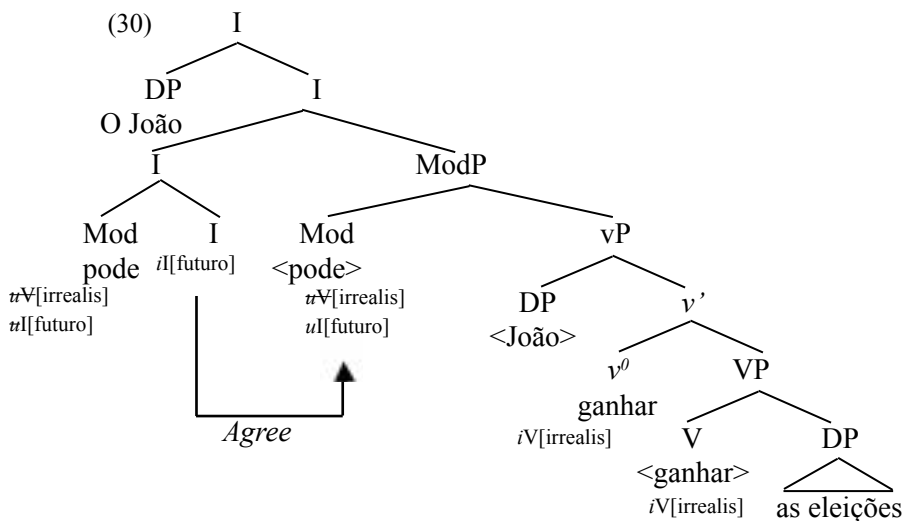 (30) I
DP I
O João
I ModP
Mod I Mod vP
pode iI[futuro] <pode>
uV[irrealis] uV[irrealis] DP v’
uI[futuro] uI[futuro] <João>
v0 VP
Agree ganhar
iV[irrealis] V DP
<ganhar>
iV[irrealis] as eleições